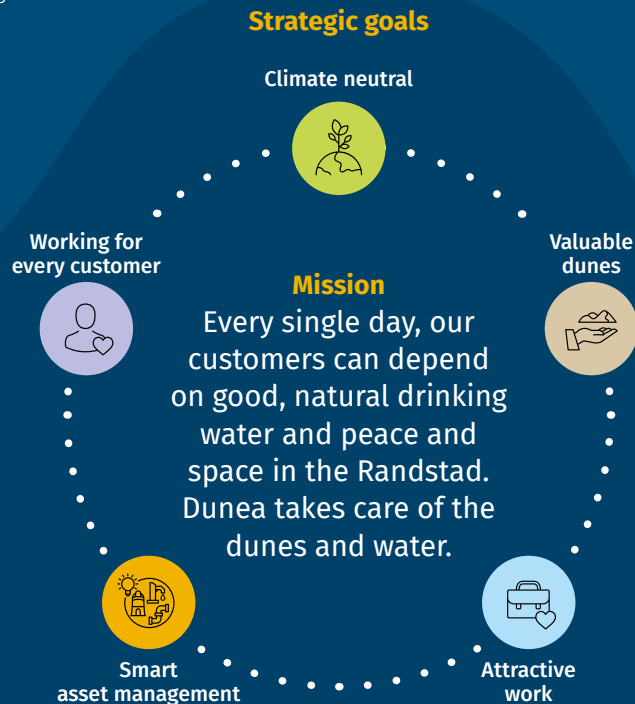 Strategic goals
Climate neutral
Working for
every customer
Valuable
dunes
Mission
Every single day, our
customers can depend
on good, natural drinking
water and peace and
space in the Randstad.
Dunea takes care of the
dunes and water.
Smart
asset management
Attractive
work